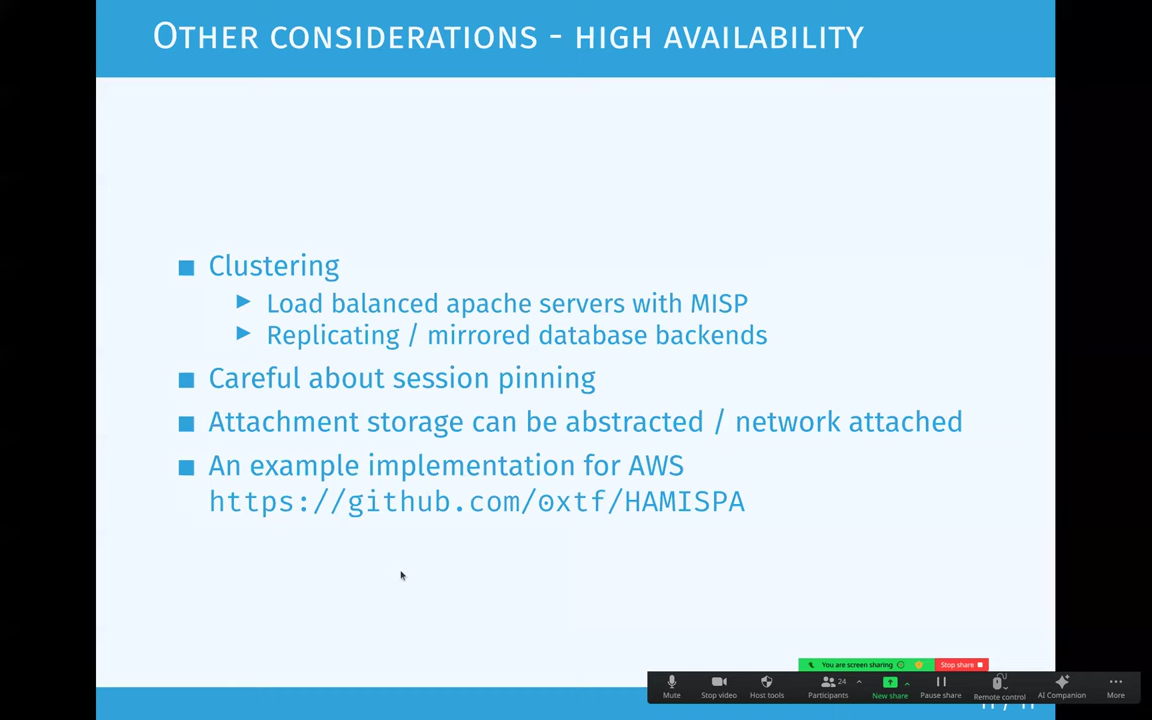 Other considerations - high availability
Clustering
Load balanced apache servers with MISP
Replicating / mirrored database backends
Careful about session pinning
Attachment storage can be abstracted / network attached
An example implementation for AWS
https://github.com/0xtf/HAMISPA
You are screen sharing
Stop share
24
Mute
Stop video
Host tools
Participants
New share
Pause share
Remote control
AI Companion
More